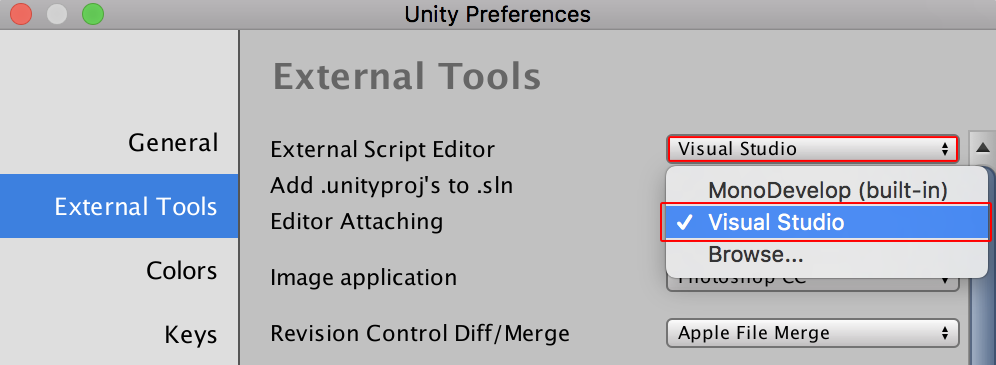 Unity Preferences
External Tools
General
External Tools
Colors
Keys
External Script Editor
Visual Studio
Add .unityproj's to .sln
Editor Attaching
MonoDevelop (built-in)
✓ Visual Studio
Browse...
Image application
Photoshop CC
Revision Control Diff/Merge
Apple File Merge